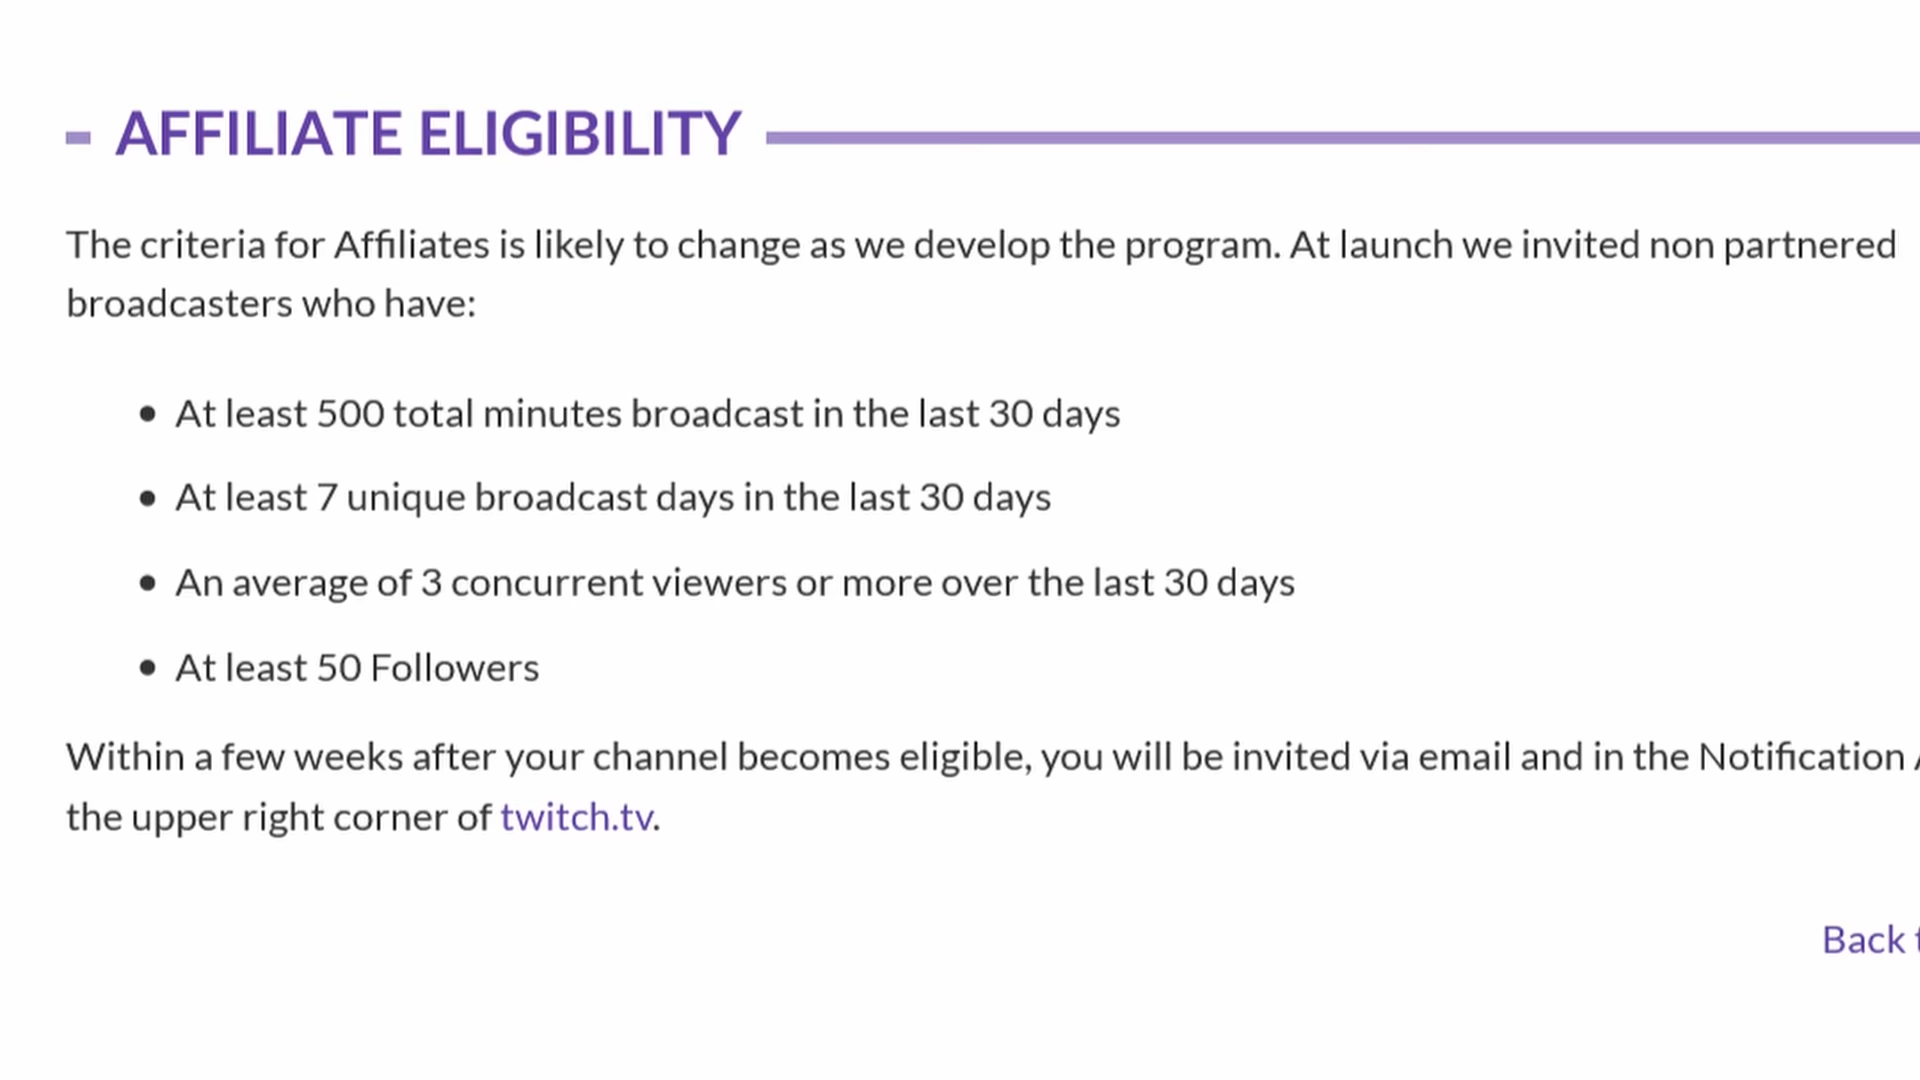 AFFILIATE ELIGIBILITY
The criteria for Affiliates is likely to change as we develop the program. At launch we invited non partnered
broadcasters who have:
• At least 500 total minutes broadcast in the last 30 days
• At least 7 unique broadcast days in the last 30 days
• An average of 3 concurrent viewers or more over the last 30 days
• At least 50 Followers
Within a few weeks after your channel becomes eligible, you will be invited via email and in the Notification
the upper right corner of twitch.tv.
Back